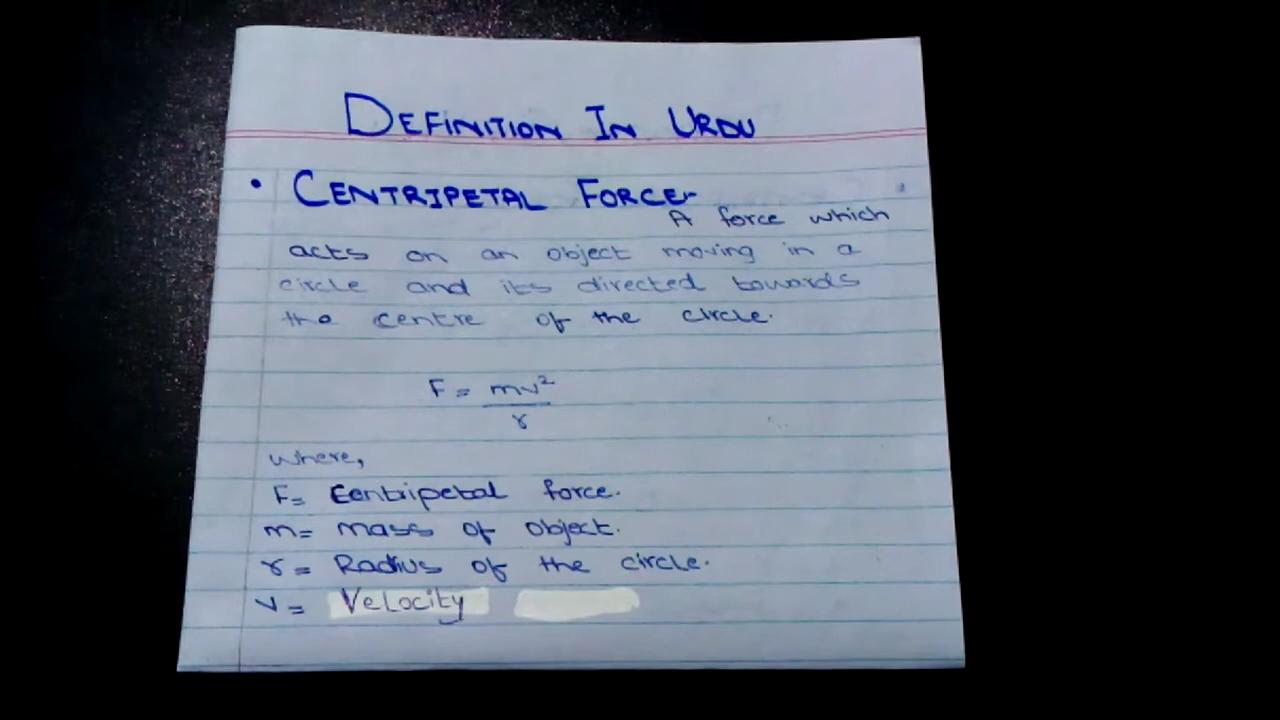 DEFINITION IN URDU
• CENTRIPETAL FORCE:-
A force which
acts on an object moving in a
circle and its directed towards
the centre of the circle.
F = mv²
r
where,
F= Centripetal force.
m= mass of object.
r= Radius of the circle.
v= Velocity